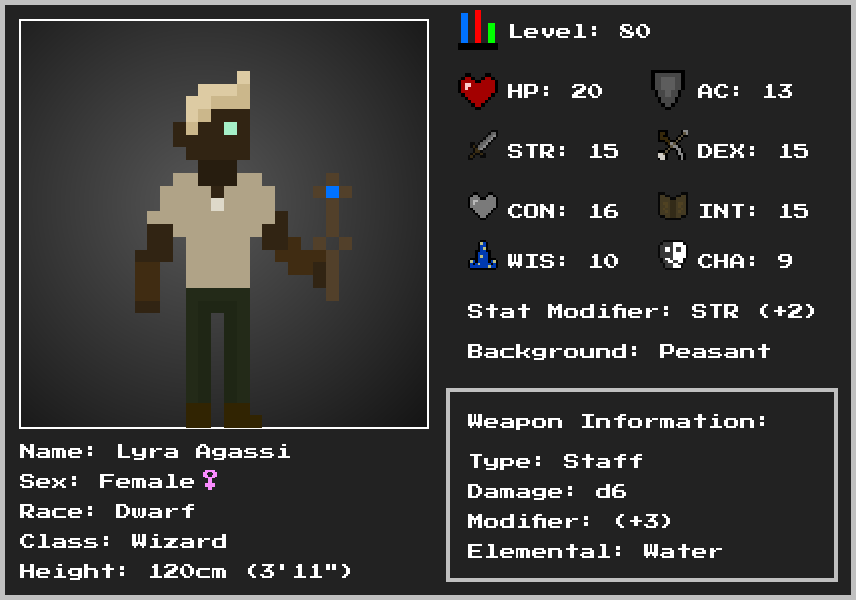 Level: 80
HP: 20
AC: 13
STR: 15
DEX: 15
CON: 16
INT: 15
WIS: 10
CHA: 9
Stat Modifier: STR (+2)
Background: Peasant
Weapon Information:
Type: Staff
Damage: d6
Modifier: (+3)
Elemental: Water
Name: Lyra Agassi
Sex: Female♀
Race: Dwarf
Class: Wizard
Height: 120cm (3'11")